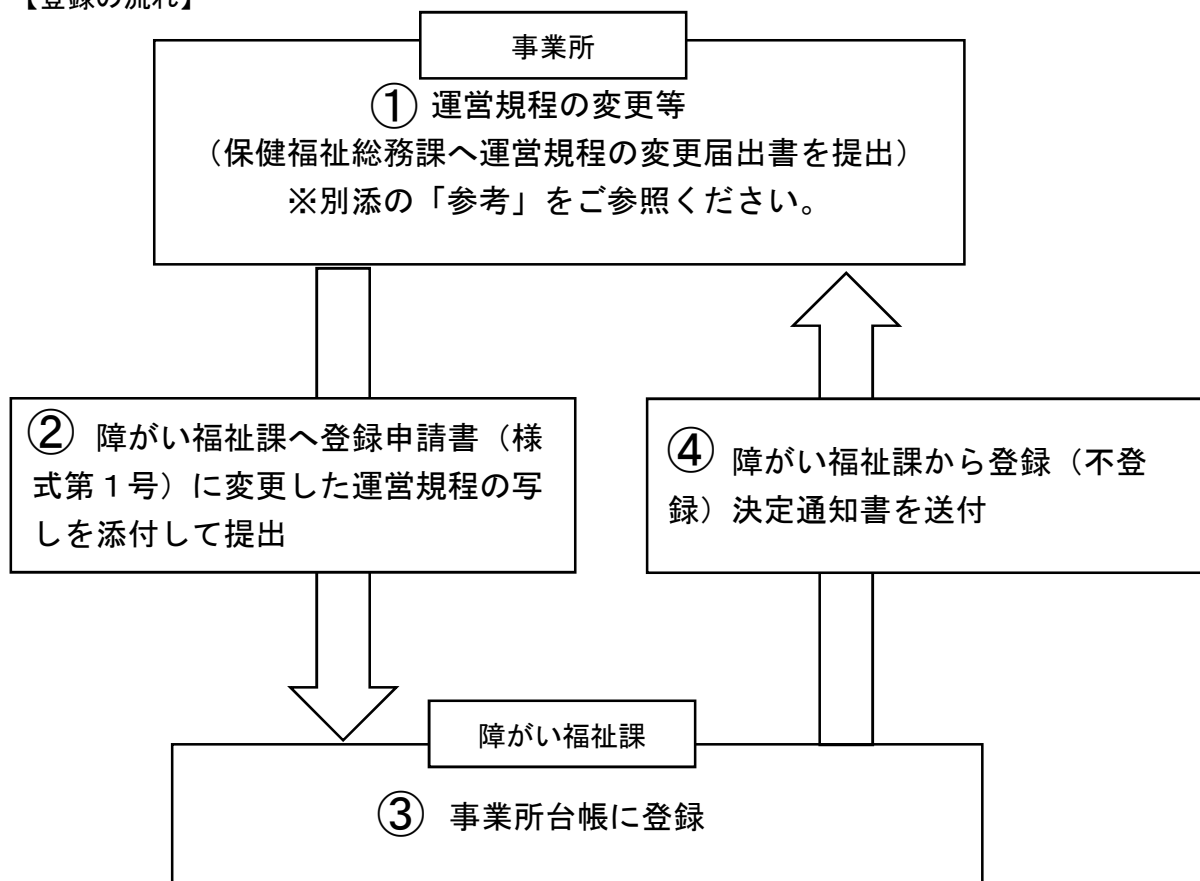 【登録の流れ】
事業所
① 運営規程の変更等
（保健福祉総務課へ運営規程の変更届出書を提出）
※別添の「参考」をご参照ください。
② 障がい福祉課へ登録申請書（様
式第１号）に変更した運営規程の写
しを添付して提出
④ 障がい福祉課から登録（不登
録）決定通知書を送付
障がい福祉課
③ 事業所台帳に登録